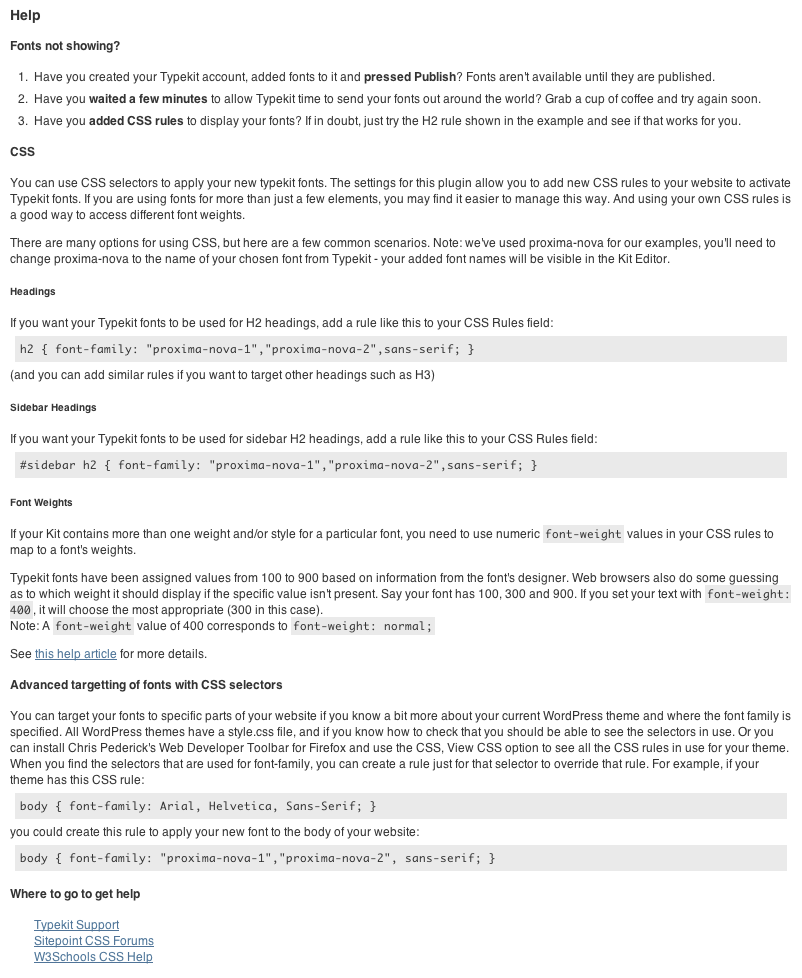 Help
Fonts not showing?
1. Have you created your Typekit account, added fonts to it and pressed Publish? Fonts aren't available until they are published.
2. Have you waited a few minutes to allow Typekit time to send your fonts out around the world? Grab a cup of coffee and try again soon.
3. Have you added CSS rules to display your fonts? If in doubt, just try the H2 rule shown in the example and see if that works for you.
CSS
You can use CSS selectors to apply your new typekit fonts. The settings for this plugin allow you to add new CSS rules to your website to activate
Typekit fonts. If you are using fonts for more than just a few elements, you may find it easier to manage this way. And using your own CSS rules is
a good way to access different font weights.
There are many options for using CSS, but here are a few common scenarios. Note: we've used proxima-nova for our examples, you'll need to
change proxima-nova to the name of your chosen font from Typekit - your added font names will be visible in the Kit Editor.
Headings
If you want your Typekit fonts to be used for H2 headings, add a rule like this to your CSS Rules field:
h2 { font-family: "proxima-nova-1","proxima-nova-2",sans-serif; }
(and you can add similar rules if you want to target other headings such as H3)
Sidebar Headings
If you want your Typekit fonts to be used for sidebar H2 headings, add a rule like this to your CSS Rules field:
#sidebar h2 { font-family: "proxima-nova-1","proxima-nova-2",sans-serif; }
Font Weights
If your Kit contains more than one weight and/or style for a particular font, you need to use numeric font-weight values in your CSS rules to
map to a font's weights.
Typekit fonts have been assigned values from 100 to 900 based on information from the font's designer. Web browsers also do some guessing
as to which weight it should display if the specific value isn't present. Say your font has 100, 300 and 900. If you set your text with font-weight:
400, it will choose the most appropriate (300 in this case).
Note: A font-weight value of 400 corresponds to font-weight: normal;
See this help article for more details.
Advanced targetting of fonts with CSS selectors
You can target your fonts to specific parts of your website if you know a bit more about your current WordPress theme and where the font family is
specified. All WordPress themes have a style.css file, and if you know how to check that you should be able to see the selectors in use. Or you
can install Chris Pederick's Web Developer Toolbar for Firefox and use the CSS, View CSS option to see all the CSS rules in use for your theme.
When you find the selectors that are used for font-family, you can create a rule just for that selector to override that rule. For example, if your
theme has this CSS rule:
body { font-family: Arial, Helvetica, Sans-Serif; }
you could create this rule to apply your new font to the body of your website:
body { font-family: "proxima-nova-1","proxima-nova-2", sans-serif; }
Where to go to get help
Typekit Support
Sitepoint CSS Forums
W3Schools CSS Help